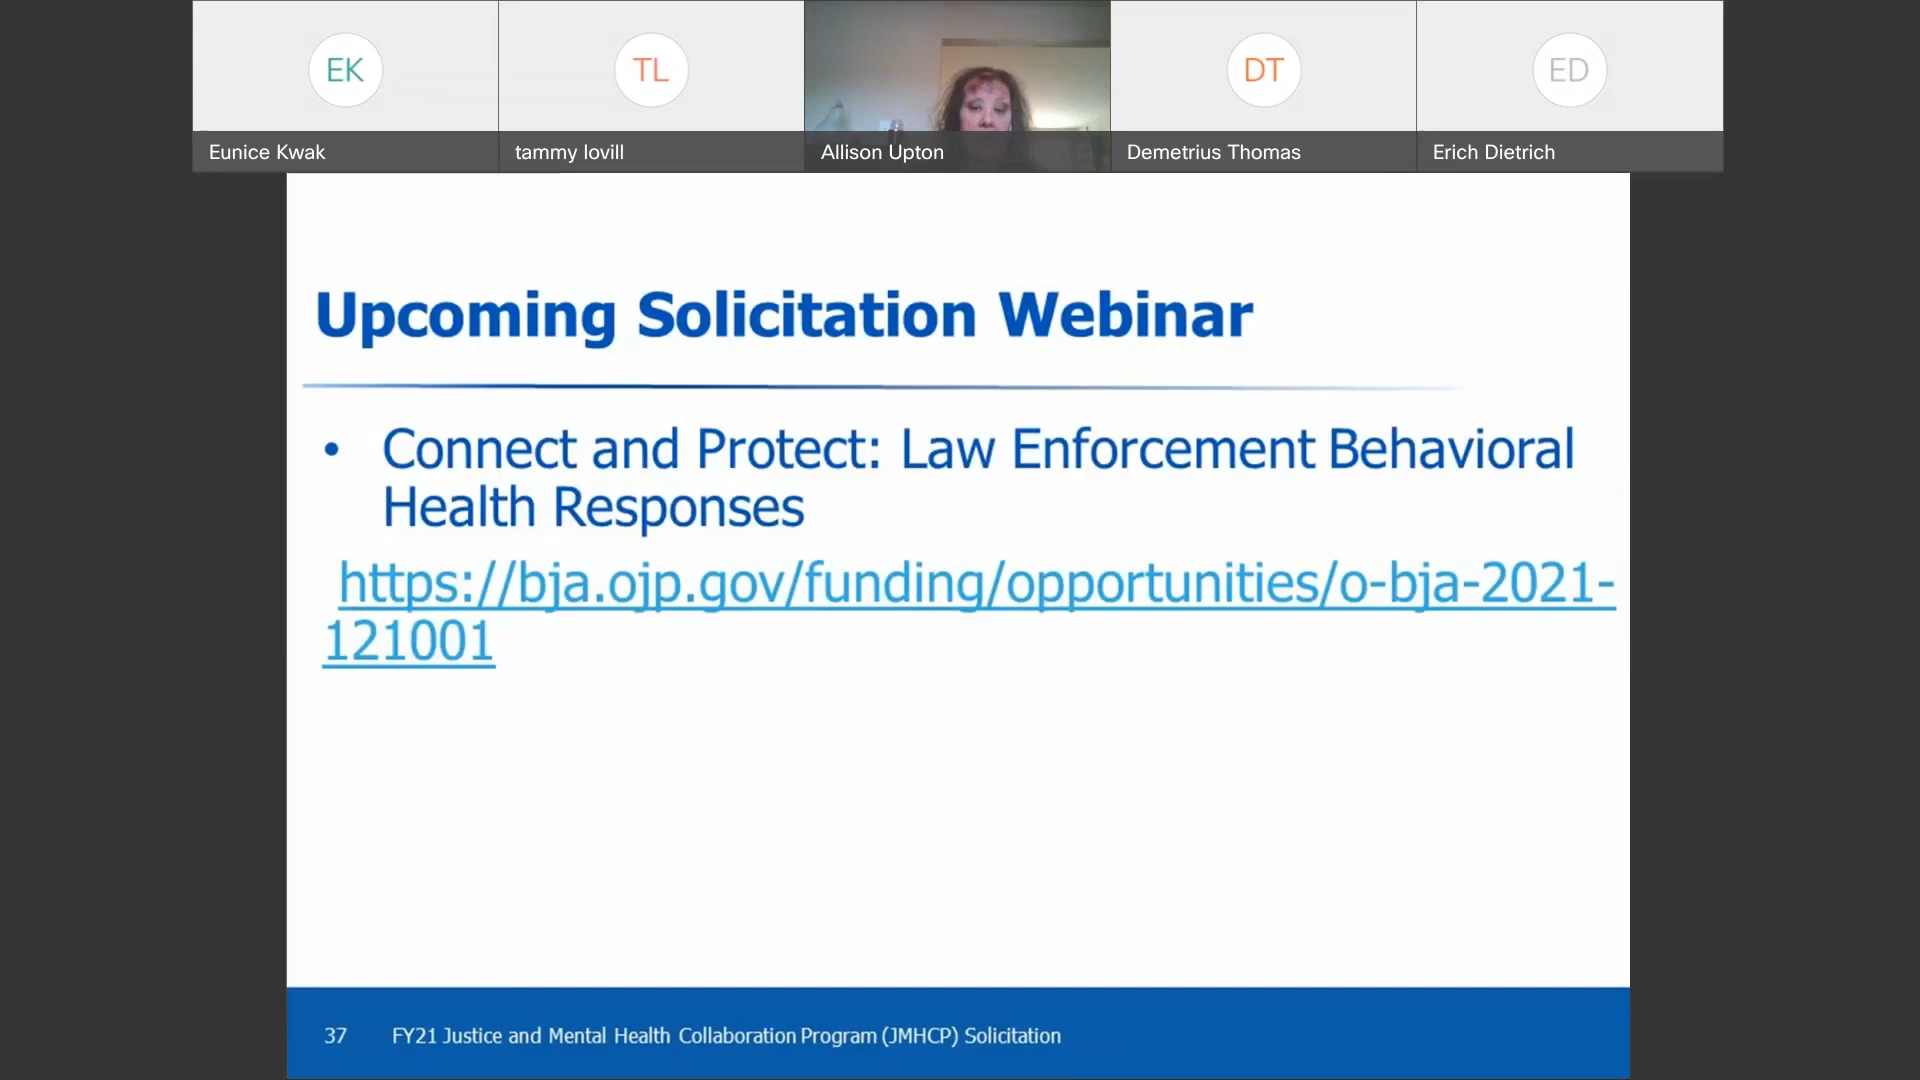 EK
TL
DT
ED
Eunice Kwak
tammy lovill
Allison Upton
Demetrius Thomas
Erich Dietrich
Upcoming Solicitation Webinar
• Connect and Protect: Law Enforcement Behavioral
Health Responses
https://bja.ojp.gov/funding/opportunities/o-bja-2021-
121001
37 FY21 Justice and Mental Health Collaboration Program (JMHCP) Solicitation